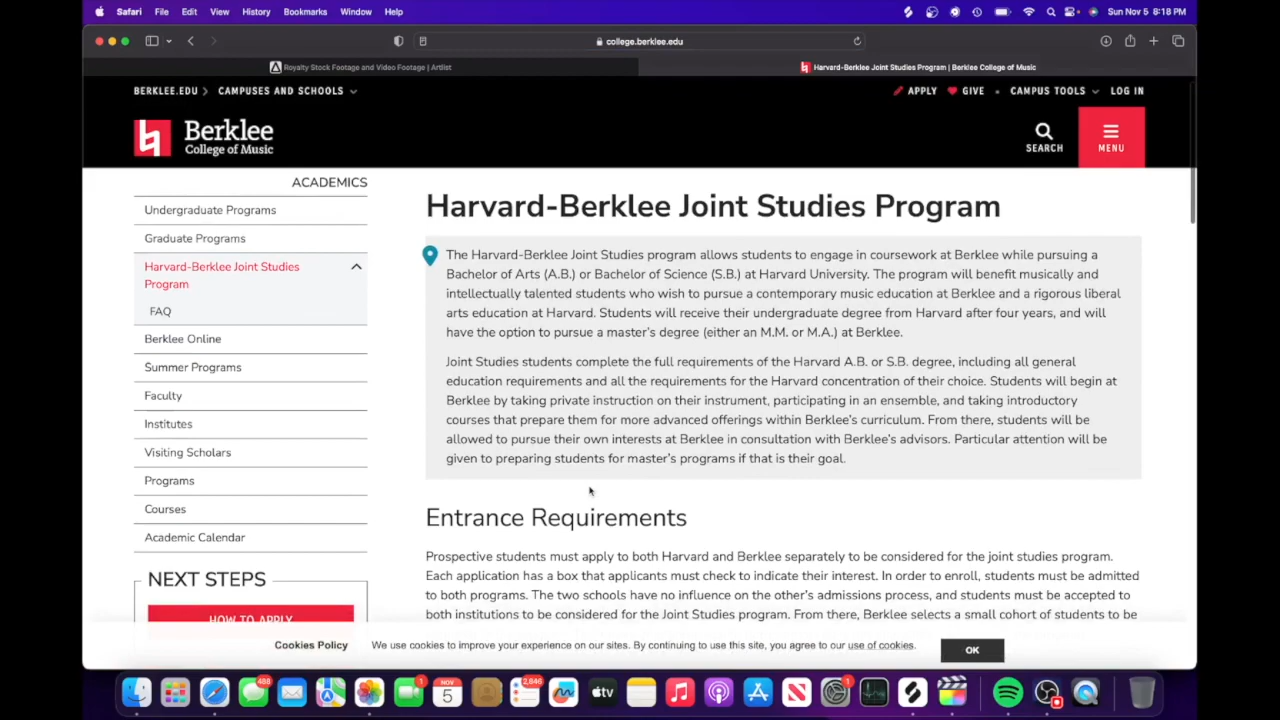 Safari File Edit View History Bookmarks Window Help Sun Nov 5 8:18 PM
college.berklee.edu
Royalty Stock Footage and Video Footage | Artlist
Harvard-Berklee Joint Studies Program | Berklee College of Music
BERKLEE.EDU CAMPUSES AND SCHOOLS APPLY GIVE CAMPUS TOOLS LOG IN
Berklee
College of Music
SEARCH
MENU
ACADEMICS
Undergraduate Programs
Graduate Programs
Harvard-Berklee Joint Studies
Program
FAQ
Berklee Online
Summer Programs
Faculty
Institutes
Visiting Scholars
Programs
Courses
Academic Calendar
NEXT STEPS
HOW TO APPLY
Harvard-Berklee Joint Studies Program
The Harvard-Berklee Joint Studies program allows students to engage in coursework at Berklee while pursuing a
Bachelor of Arts (A.B.) or Bachelor of Science (S.B.) at Harvard University. The program will benefit musically and
intellectually talented students who wish to pursue a contemporary music education at Berklee and a rigorous liberal
arts education at Harvard. Students will receive their undergraduate degree from Harvard after four years, and will
have the option to pursue a master's degree (either an M.M. or M.A.) at Berklee.
Joint Studies students complete the full requirements of the Harvard A.B. or S.B. degree, including all general
education requirements and all the requirements for the Harvard concentration of their choice. Students will begin at
Berklee by taking private instruction on their instrument, participating in an ensemble, and taking introductory
courses that prepare them for more advanced offerings within Berklee's curriculum. From there, students will be
allowed to pursue their own interests at Berklee in consultation with Berklee's advisors. Particular attention will be
given to preparing students for master's programs if that is their goal.
Entrance Requirements
Prospective students must apply to both Harvard and Berklee separately to be considered for the joint studies program.
Each application has a box that applicants must check to indicate their interest. In order to enroll, students must be admitted
to both programs. The two schools have no influence on the other's admissions process, and students must be accepted to
both institutions to be considered for the Joint Studies program. From there, Berklee selects a small cohort of students to be
Cookies Policy We use cookies to improve your experience on our sites. By continuing to use this site, you agree to our use of cookies. OK
488
1
NOV
5
2,646
tv
1